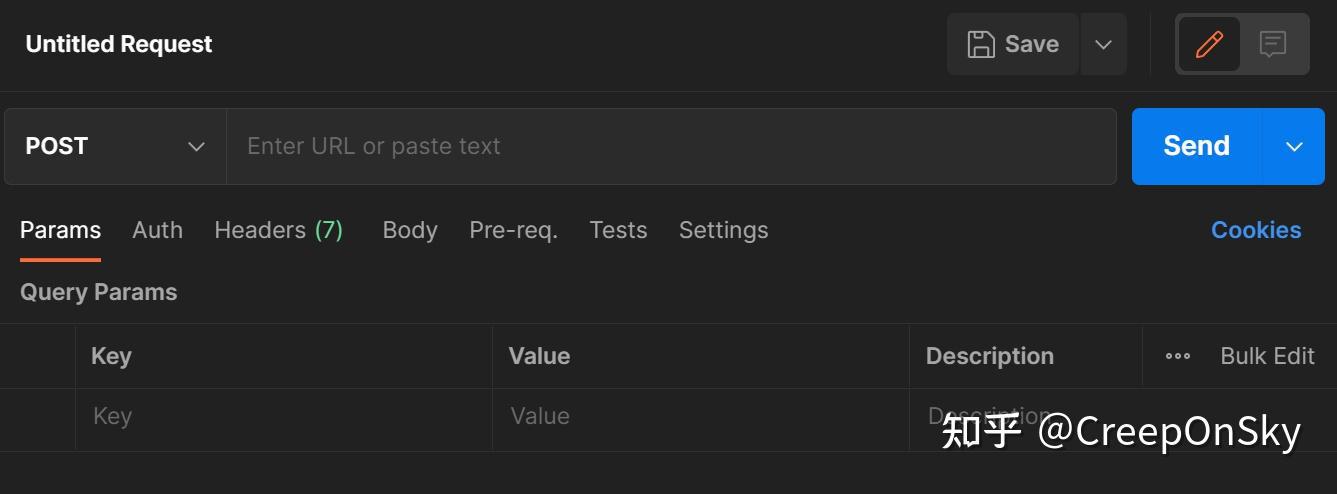 Untitled Request Save
POST Enter URL or paste text Send
Params Auth Headers (7) Body Pre-req. Tests Settings Cookies
Query Params
Key Value Description Bulk Edit
Key Value Description
知乎 @CreepOnSky